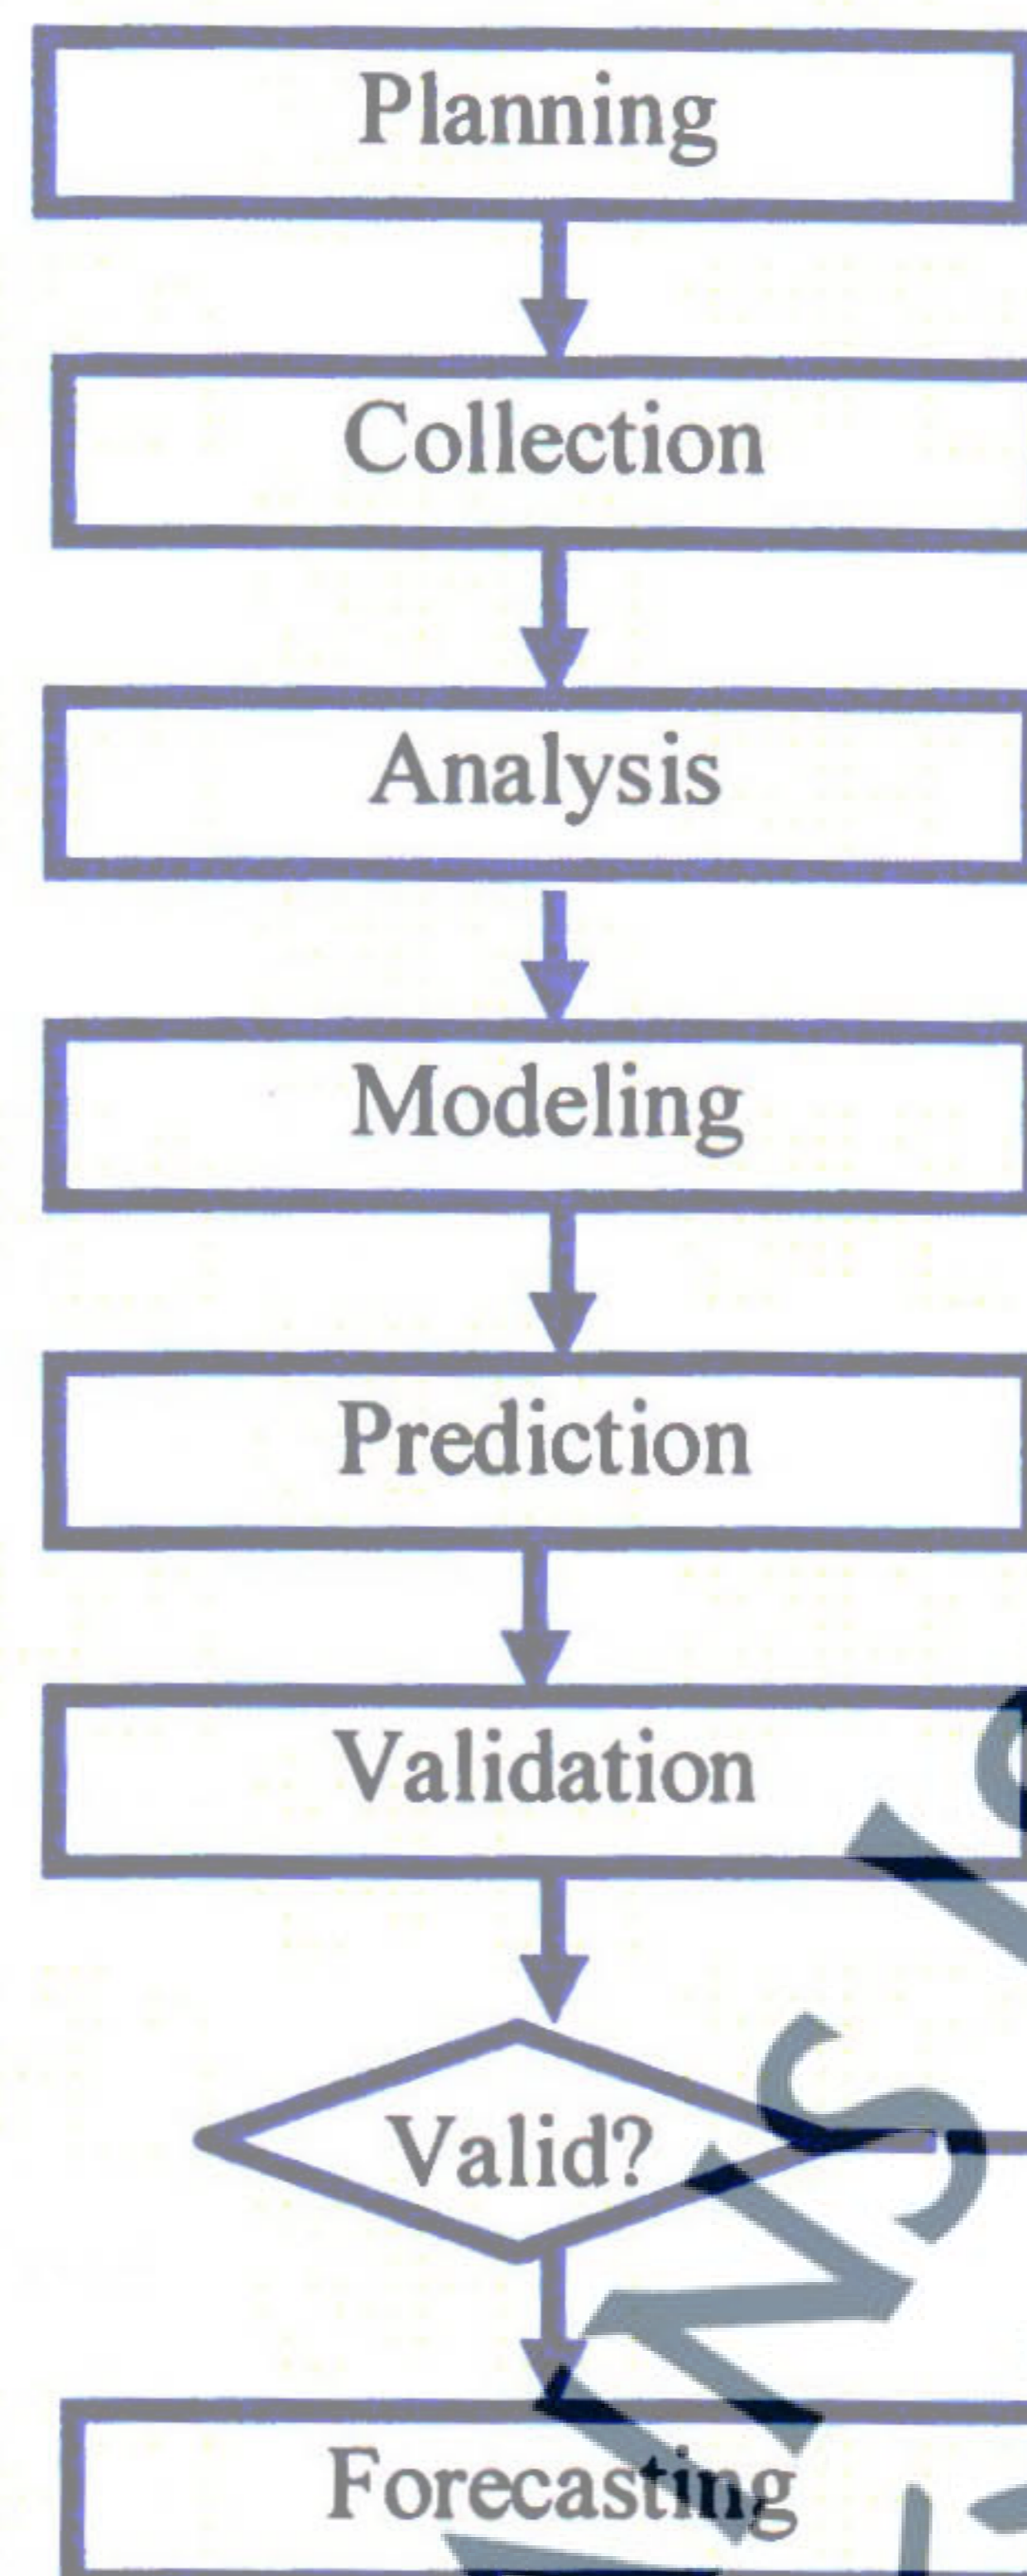 Planning
Collection
Analysis
Modeling
Prediction
Validation
Valid?
Forecasting